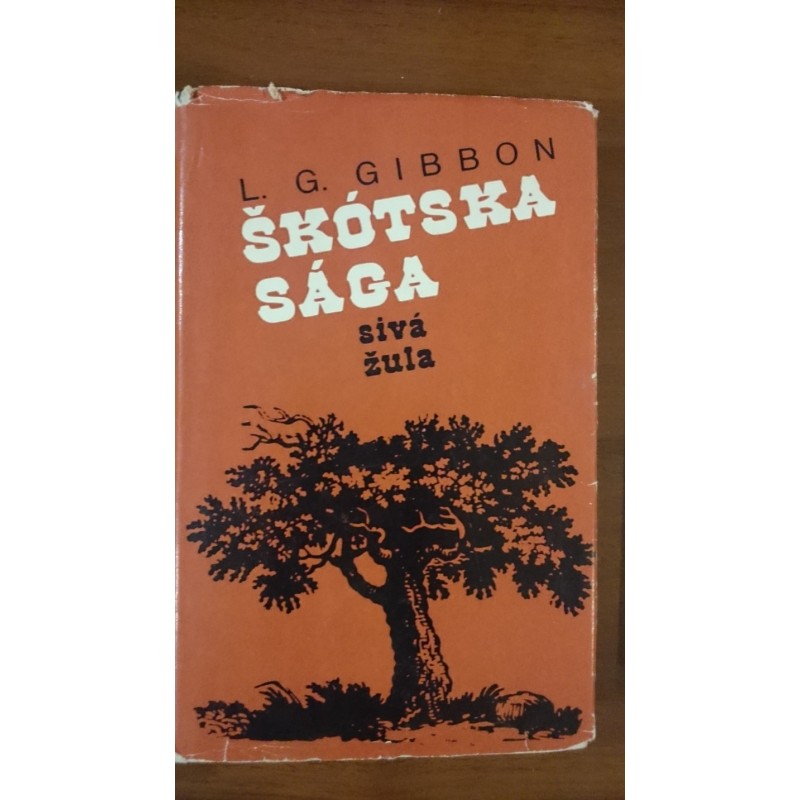 L. G. GIBBON
ŠKÓTSKA
SÁGA
sivá
žula